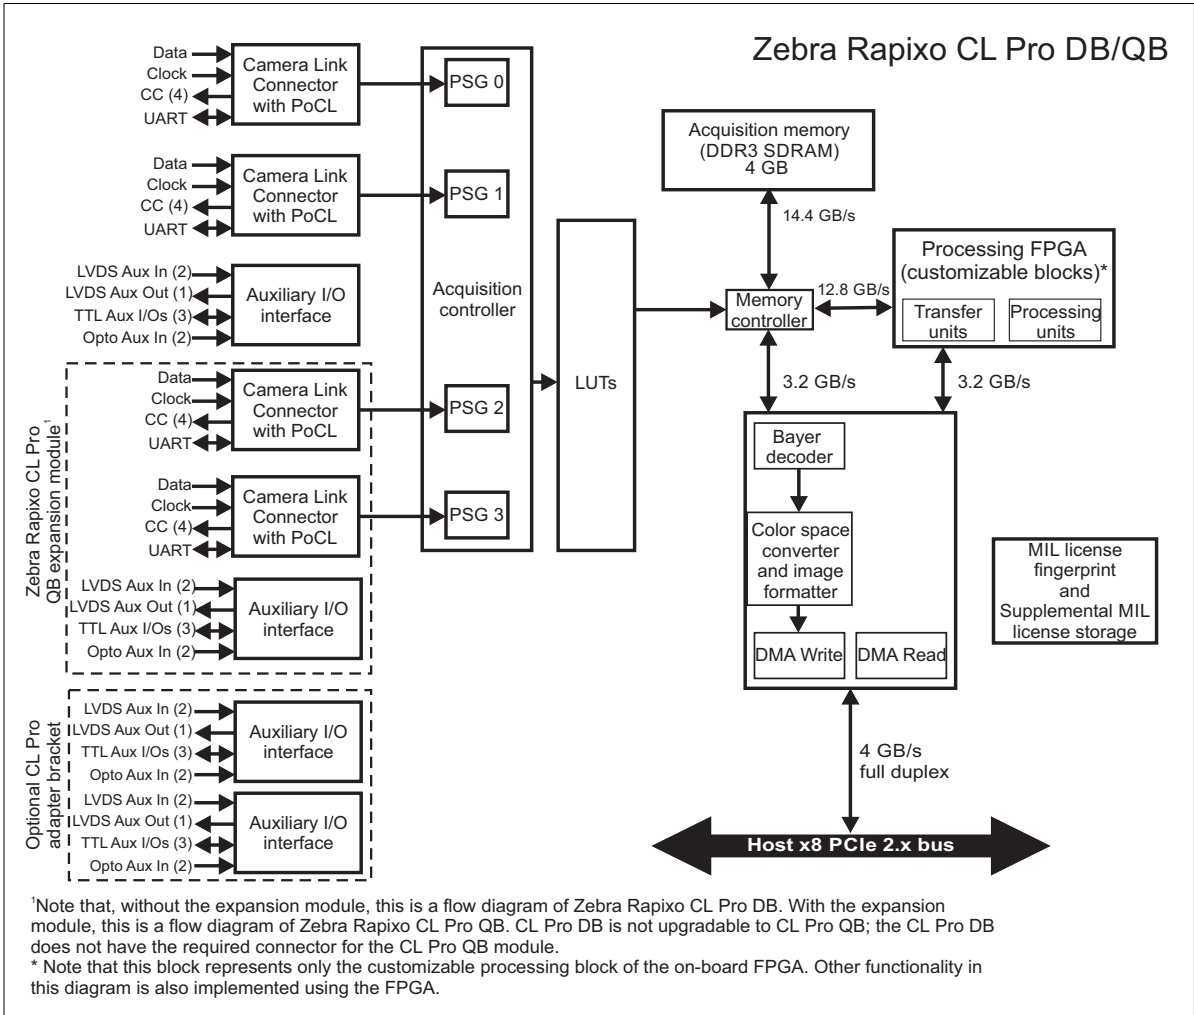 Zebra Rapixo CL Pro DB/QB
Data
Clock
CC (4)
UART
Camera Link
Connector
with PoCL
PSG 0
Data
Clock
CC (4)
UART
Camera Link
Connector
with PoCL
PSG 1
LVDS Aux In (2)
LVDS Aux Out (1)
TTL Aux I/Os (3)
Opto Aux In (2)
Auxiliary I/O
interface
Acquisition
controller
Zebra Rapixo CL Pro
QB expansion module¹
Data
Clock
CC (4)
UART
Camera Link
Connector
with PoCL
PSG 2
Data
Clock
CC (4)
UART
Camera Link
Connector
with PoCL
PSG 3
LVDS Aux In (2)
LVDS Aux Out (1)
TTL Aux I/Os (3)
Opto Aux In (2)
Auxiliary I/O
interface
Optional CL Pro
adapter bracket
LVDS Aux In (2)
LVDS Aux Out (1)
TTL Aux I/Os (3)
Opto Aux In (2)
Auxiliary I/O
interface
LVDS Aux In (2)
LVDS Aux Out (1)
TTL Aux I/Os (3)
Opto Aux In (2)
Auxiliary I/O
interface
LUTs
Acquisition memory
(DDR3 SDRAM)
4 GB
14.4 GB/s
Memory
controller
12.8 GB/s
Processing FPGA
(customizable blocks)*
Transfer
units
Processing
units
3.2 GB/s
3.2 GB/s
Bayer
decoder
Color space
converter
and image
formatter
DMA Write
DMA Read
MIL license
fingerprint
and
Supplemental MIL
license storage
4 GB/s
full duplex
Host x8 PCIe 2.x bus
¹Note that, without the expansion module, this is a flow diagram of Zebra Rapixo CL Pro DB. With the expansion
module, this is a flow diagram of Zebra Rapixo CL Pro QB. CL Pro DB is not upgradable to CL Pro QB; the CL Pro DB
does not have the required connector for the CL Pro QB module.
* Note that this block represents only the customizable processing block of the on-board FPGA. Other functionality in
this diagram is also implemented using the FPGA.